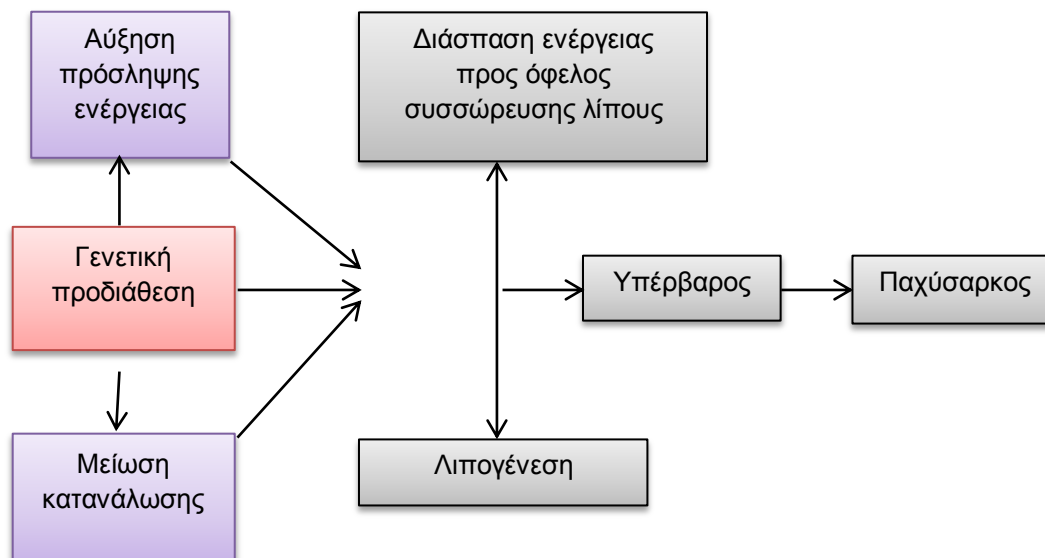 Αύξηση
πρόσληψης
ενέργειας
Διάσπαση ενέργειας
προς όφελος
συσσώρευσης λίπους
Γενετική
προδιάθεση
Υπέρβαρος
Παχύσαρκος
Μείωση
κατανάλωσης
Λιπογένεση